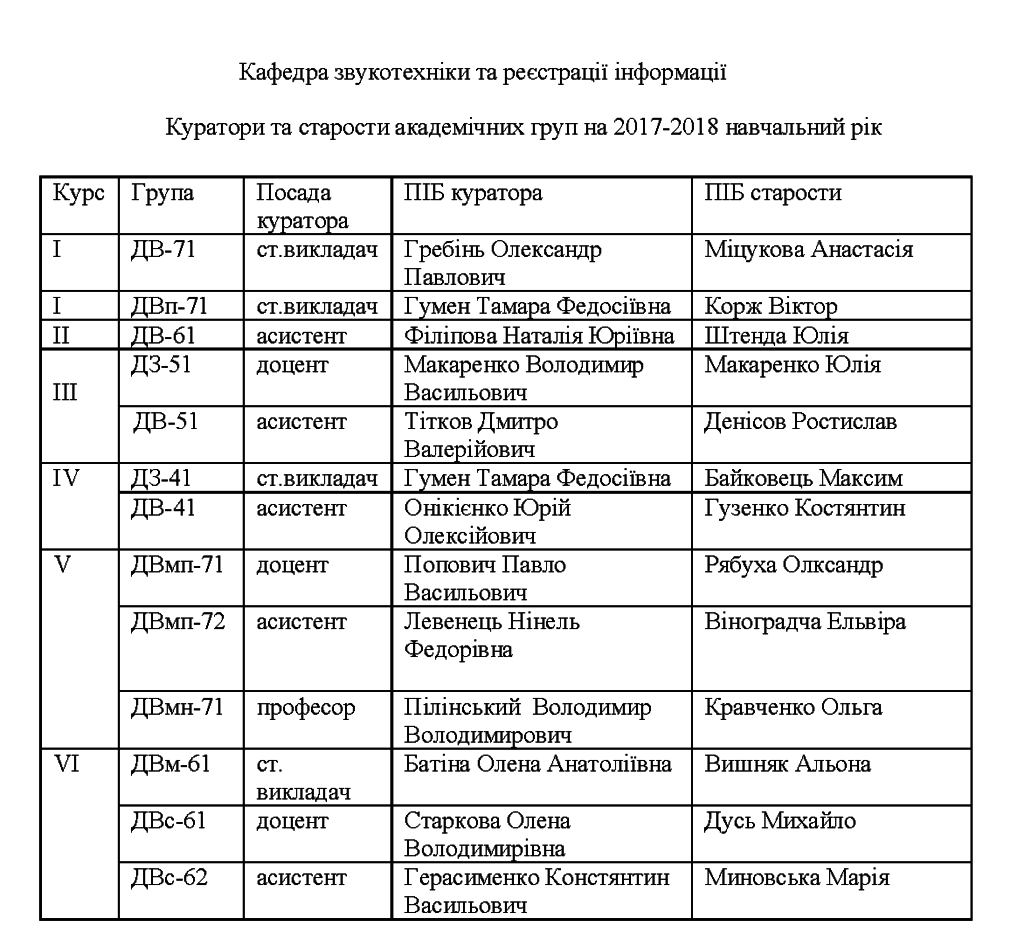 Кафедра звукотехніки та реєстрації інформації
Куратори та старости академічних груп на 2017-2018 навчальний рік
Курс Група Посада куратора ПІБ куратора ПІБ старости
I ДВ-71 ст.викладач Гребінь Олександр Павлович Міцукова Анастасія
I ДВп-71 ст.викладач Гумен Тамара Федосіївна Корж Віктор
II ДВ-61 асистент Філіпова Наталія Юріївна Штенда Юлія
III ДЗ-51 доцент Макаренко Володимир Васильович Макаренко Юлія
ДВ-51 асистент Тітков Дмитро Валерійович Денісов Ростислав
IV ДЗ-41 ст.викладач Гумен Тамара Федосіївна Байковець Максим
ДВ-41 асистент Онікієнко Юрій Олексійович Гузенко Костянтин
V ДВмп-71 доцент Попович Павло Васильович Рябуха Олксандр
ДВмп-72 асистент Левенець Нінель Федорівна Віноградча Ельвіра
ДВмн-71 професор Пілінський Володимир Володимирович Кравченко Ольга
VI ДВм-61 ст. викладач Батіна Олена Анатоліївна Вишняк Альона
ДВс-61 доцент Старкова Олена Володимирівна Дусь Михайло
ДВс-62 асистент Герасименко Констянтин Васильович Миновська Марія